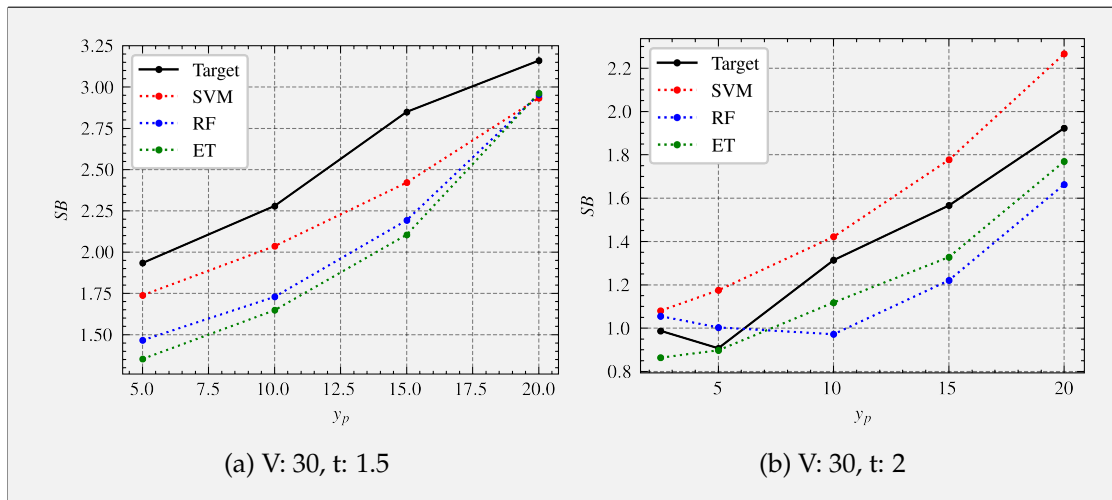 3.25
3.00
2.75
2.50
2.25
2.00
1.75
1.50
SB
Target
SVM
RF
ET
5.0 7.5 10.0 12.5 15.0 17.5 20.0
y_p
(a) V: 30, t: 1.5
2.2
2.0
1.8
1.6
1.4
1.2
1.0
0.8
SB
Target
SVM
RF
ET
5 10 15 20
y_p
(b) V: 30, t: 2